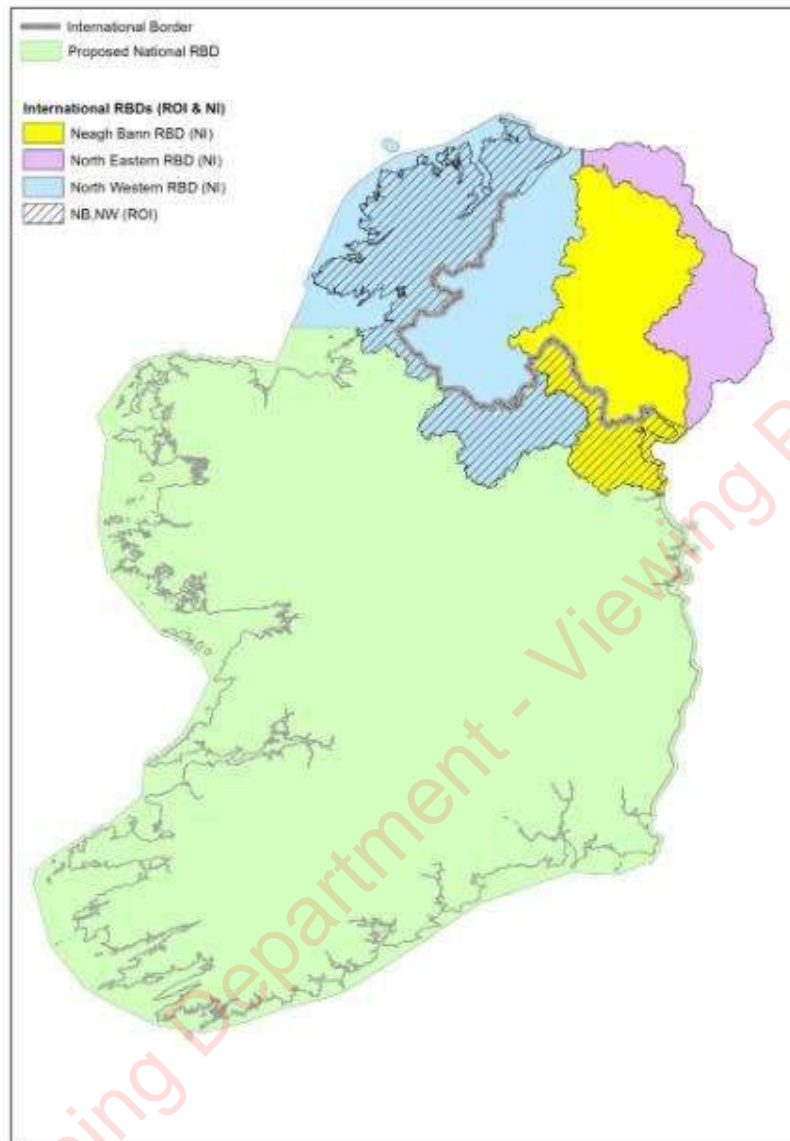 International Border
Proposed National RBD
International RBDs (ROI & NI)
Neagh Bann RBD (NI)
North Eastern RBD (NI)
North Western RBD (NI)
NB,NW (ROI)
ing Department - Viewing